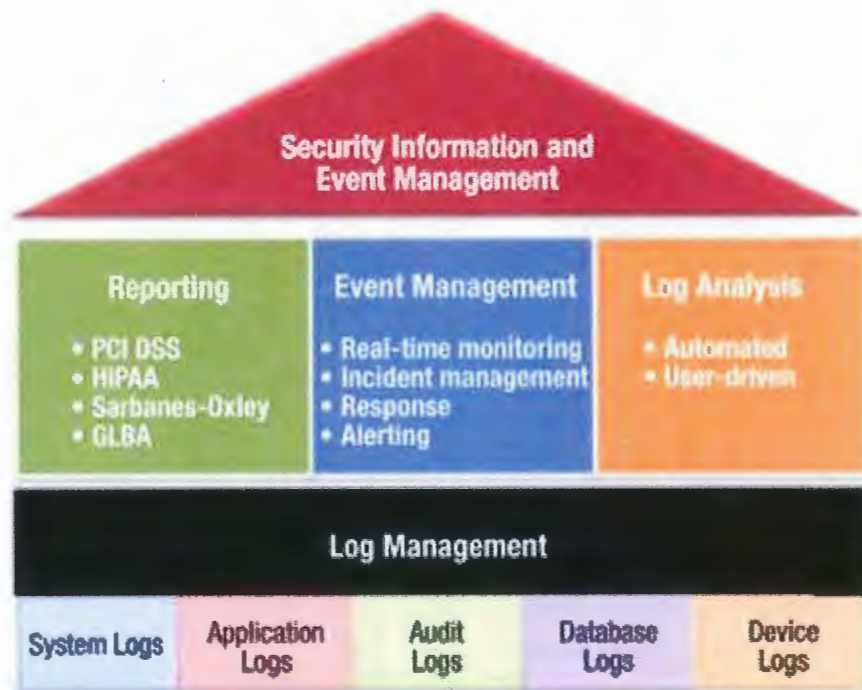 Security Information and
Event Management
Reporting
• PCI DSS
• HIPAA
• Sarbanes-Oxley
• GLBA
Event Management
• Real-time monitoring
• Incident management
• Response
• Alerting
Log Analysis
• Automated
• User-driven
Log Management
System Logs
Application
Logs
Audit
Logs
Database
Logs
Device
Logs